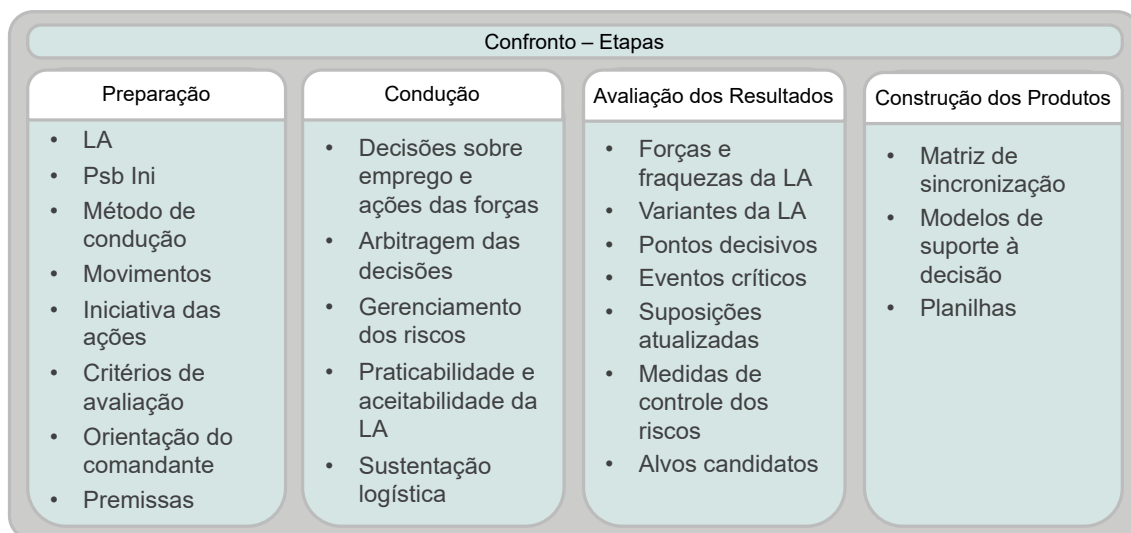 Confronto – Etapas
Preparação
• LA
• Psb Ini
• Método de
condução
• Movimentos
• Iniciativa das
ações
• Critérios de
avaliação
• Orientação do
comandante
• Premissas
Condução
• Decisões sobre
emprego e
ações das forças
• Arbitragem das
decisões
• Gerenciamento
dos riscos
• Praticabilidade e
aceitabilidade da
LA
• Sustentação
logística
Avaliação dos Resultados
• Forças e
fraquezas da LA
• Variantes da LA
• Pontos decisivos
• Eventos críticos
• Suposições
atualizadas
• Medidas de
controle dos
riscos
• Alvos candidatos
Construção dos Produtos
• Matriz de
sincronização
• Modelos de
suporte à
decisão
• Planilhas